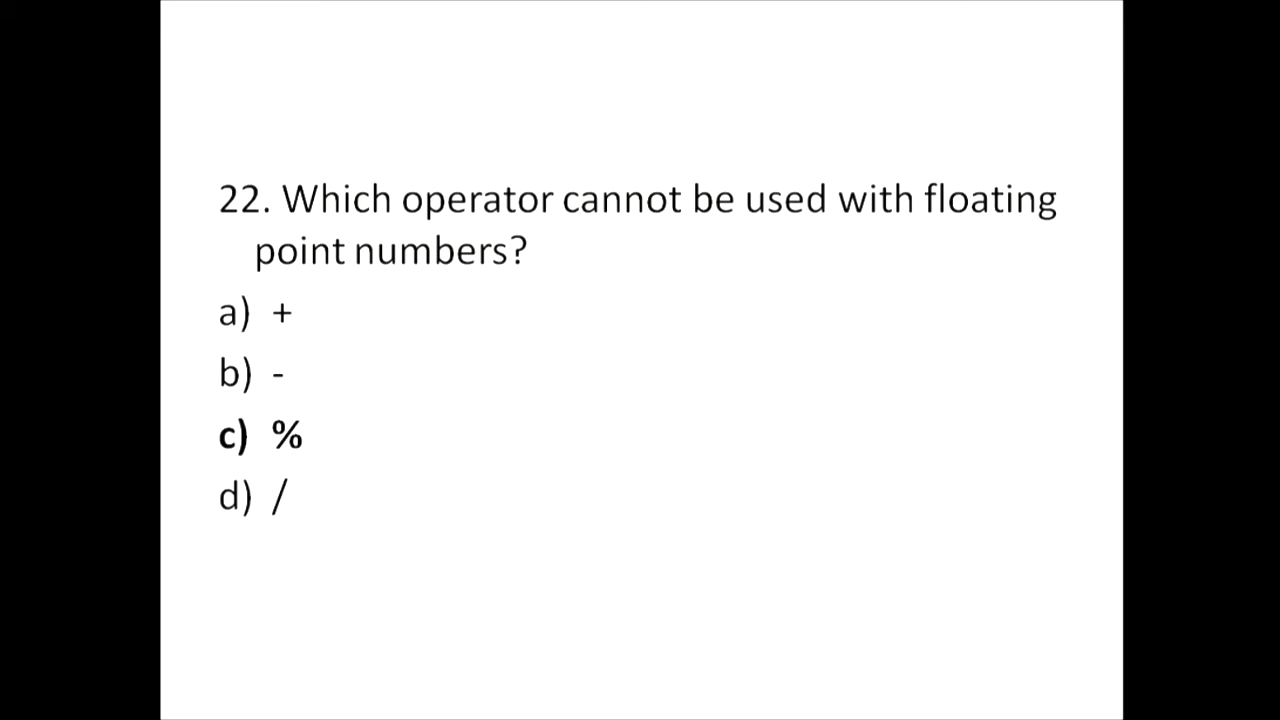 22. Which operator cannot be used with floating
point numbers?
a) +
b) -
c) %
d) /